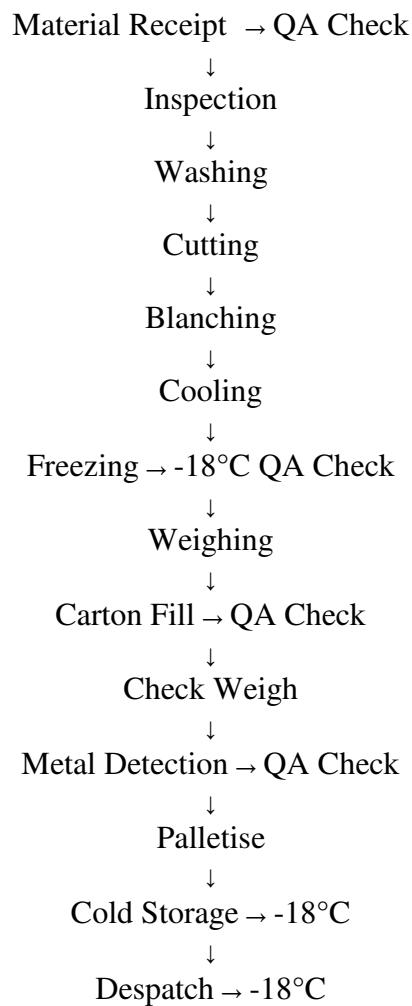 Material Receipt → QA Check
↓
Inspection
↓
Washing
↓
Cutting
↓
Blanching
↓
Cooling
↓
Freezing → -18°C QA Check
↓
Weighing
↓
Carton Fill → QA Check
↓
Check Weigh
↓
Metal Detection → QA Check
↓
Palletise
↓
Cold Storage → -18°C
↓
Despatch → -18°C